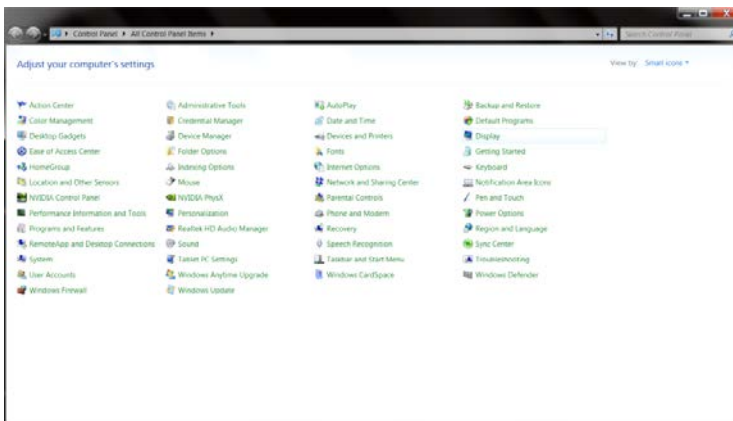 Control Panel ▸ All Control Panel Items ▸
Search Control Panel
Adjust your computer's settings
View by: Small icons
Action Center
Administrative Tools
AutoPlay
Backup and Restore
Color Management
Credential Manager
Date and Time
Default Programs
Desktop Gadgets
Device Manager
Devices and Printers
Display
Ease of Access Center
Folder Options
Fonts
Getting Started
HomeGroup
Indexing Options
Internet Options
Keyboard
Location and Other Sensors
Mouse
Network and Sharing Center
Notification Area Icons
NVIDIA Control Panel
NVIDIA PhysX
Parental Controls
Pen and Touch
Performance Information and Tools
Personalization
Phone and Modem
Power Options
Programs and Features
Realtek HD Audio Manager
Recovery
Region and Language
RemoteApp and Desktop Connections
Sound
Speech Recognition
Sync Center
System
Tablet PC Settings
Taskbar and Start Menu
Troubleshooting
User Accounts
Windows Anytime Upgrade
Windows CardSpace
Windows Defender
Windows Firewall
Windows Update